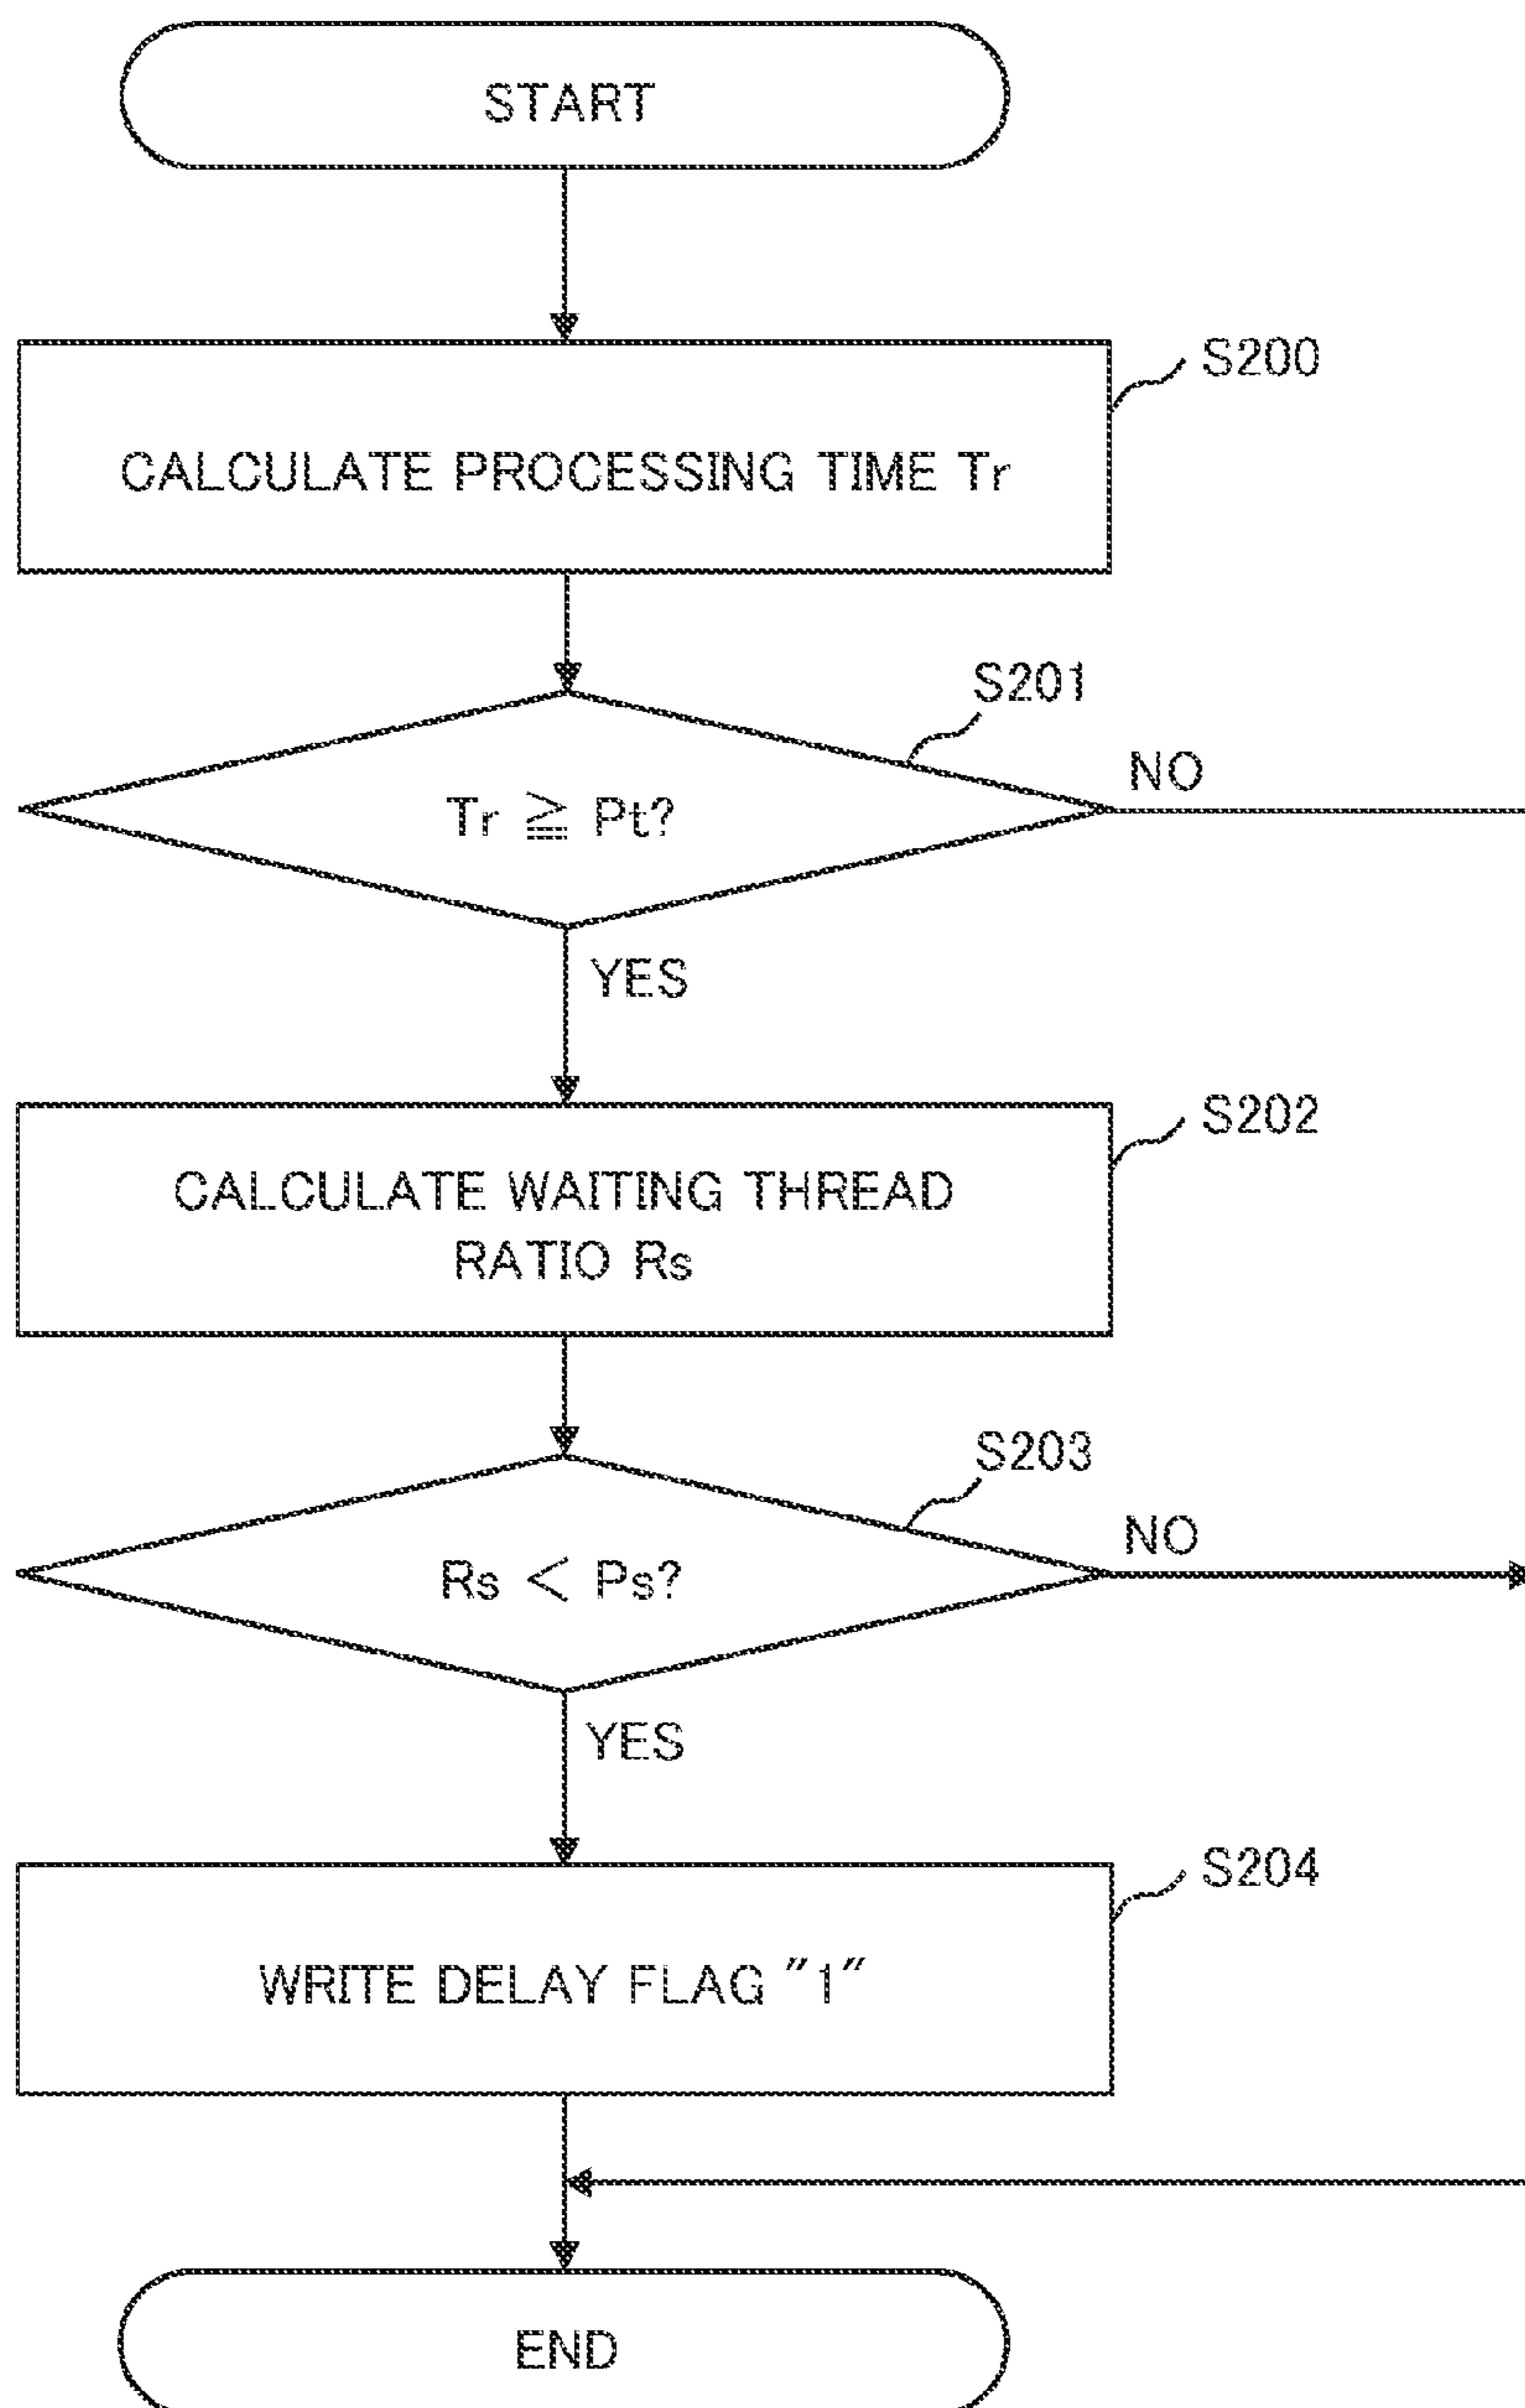 START
S200
CALCULATE PROCESSING TIME Tr
S201
NO
Tr ≧ Pt?
YES
S202
CALCULATE WAITING THREAD
RATIO Rs
S203
NO
Rs < Ps?
YES
S204
WRITE DELAY FLAG "1"
END